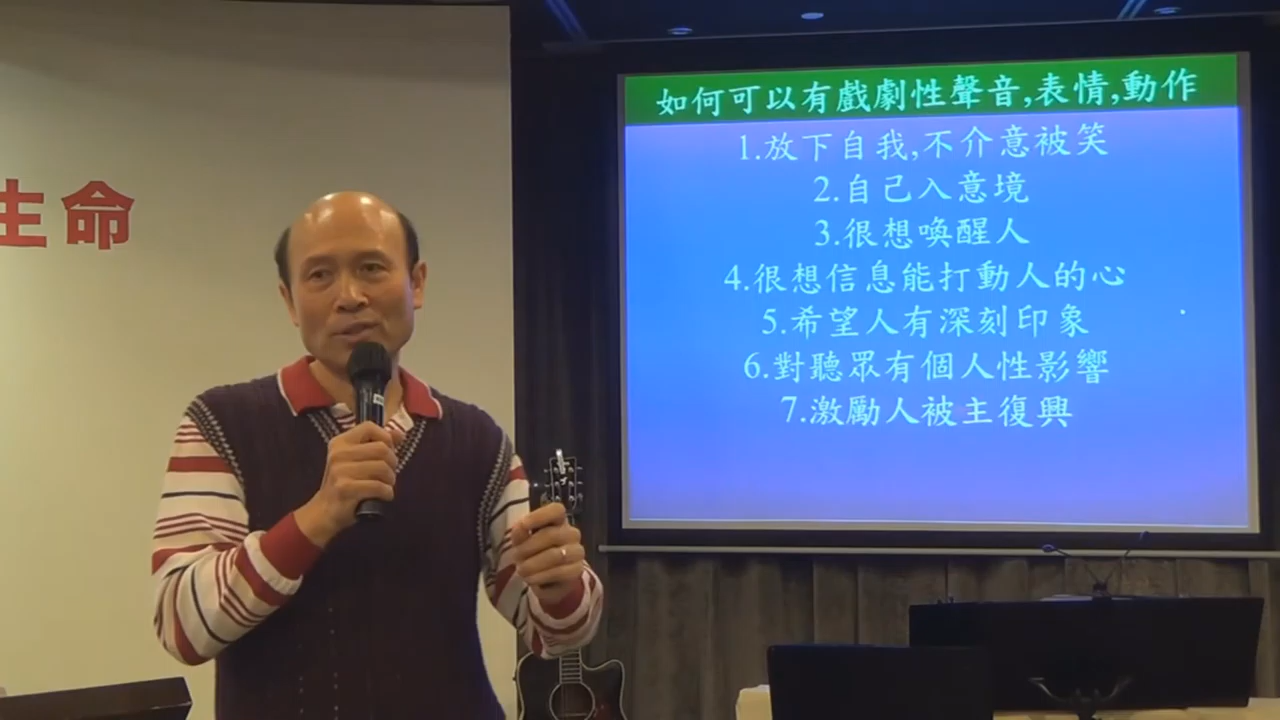 生命
如何可以有戲劇性聲音,表情,動作
1.放下自我,不介意被笑
2.自己入意境
3.很想喚醒人
4.很想信息能打動人的心
5.希望人有深刻印象
6.對聽眾有個人性影響
7.激勵人被主復興